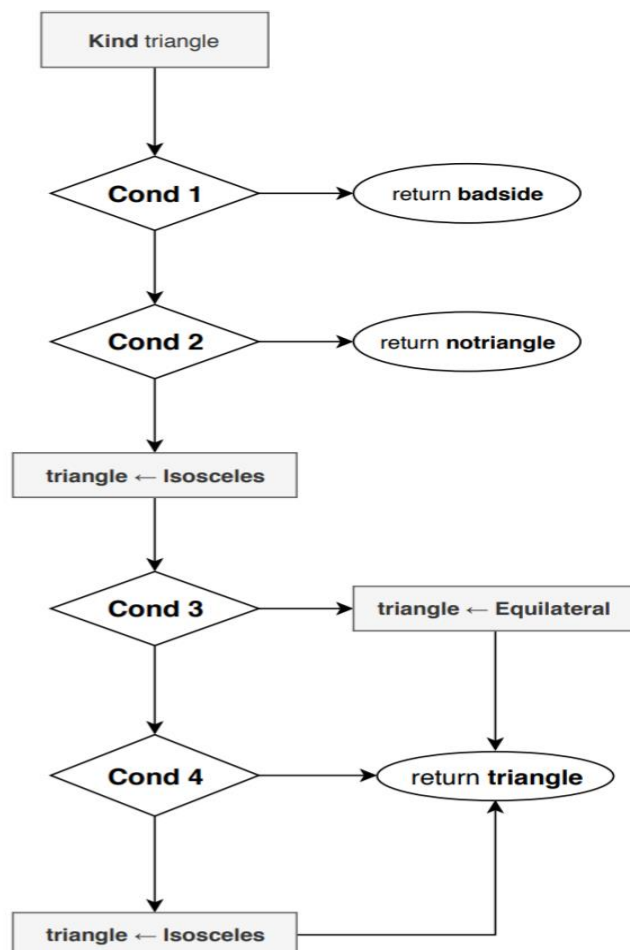 Kind triangle
Cond 1
return badside
Cond 2
return notriangle
triangle ← Isosceles
Cond 3
triangle ← Equilateral
Cond 4
return triangle
triangle ← Isosceles